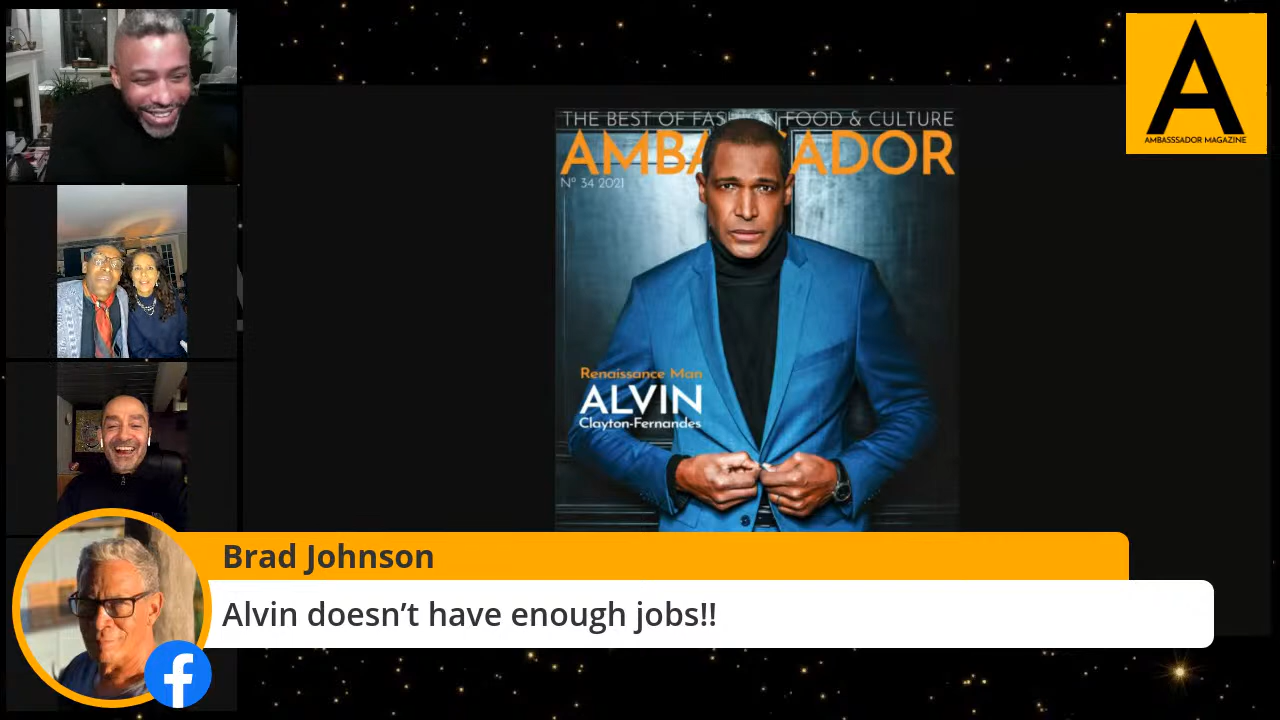 THE BEST OF FASHION FOOD & CULTURE
AMBASSADOR
Nº 34 2021
Renaissance Man
ALVIN
Clayton-Fernandes
A
AMBASSSADOR MAGAZINE
Brad Johnson
Alvin doesn’t have enough jobs!!